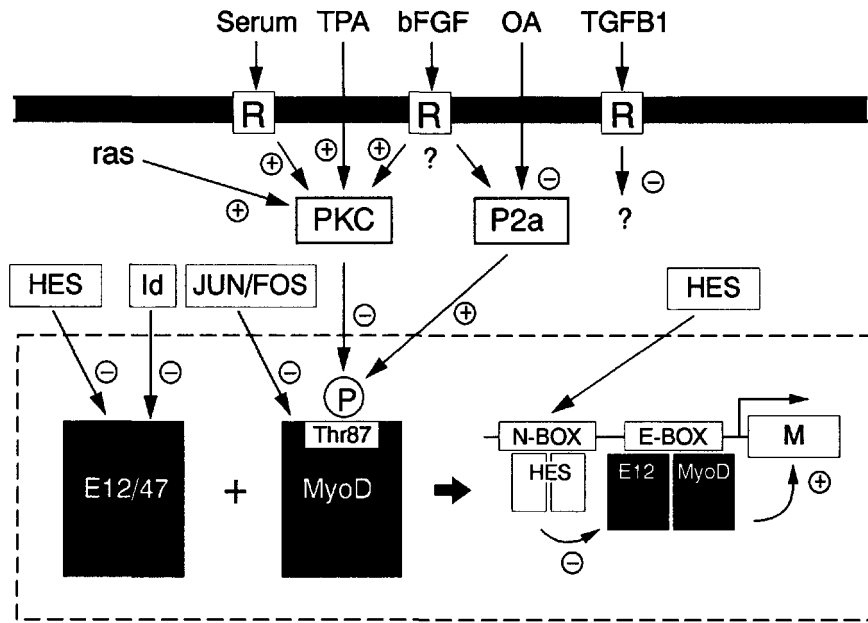 Serum TPA bFGF OA TGFB1
R R R
ras + + + + ? − −
PKC P2a ?
HES Id JUN/FOS HES
− +
− − − P
Thr87 N-BOX E-BOX M
E12/47 + MyoD HES E12 MyoD +
−